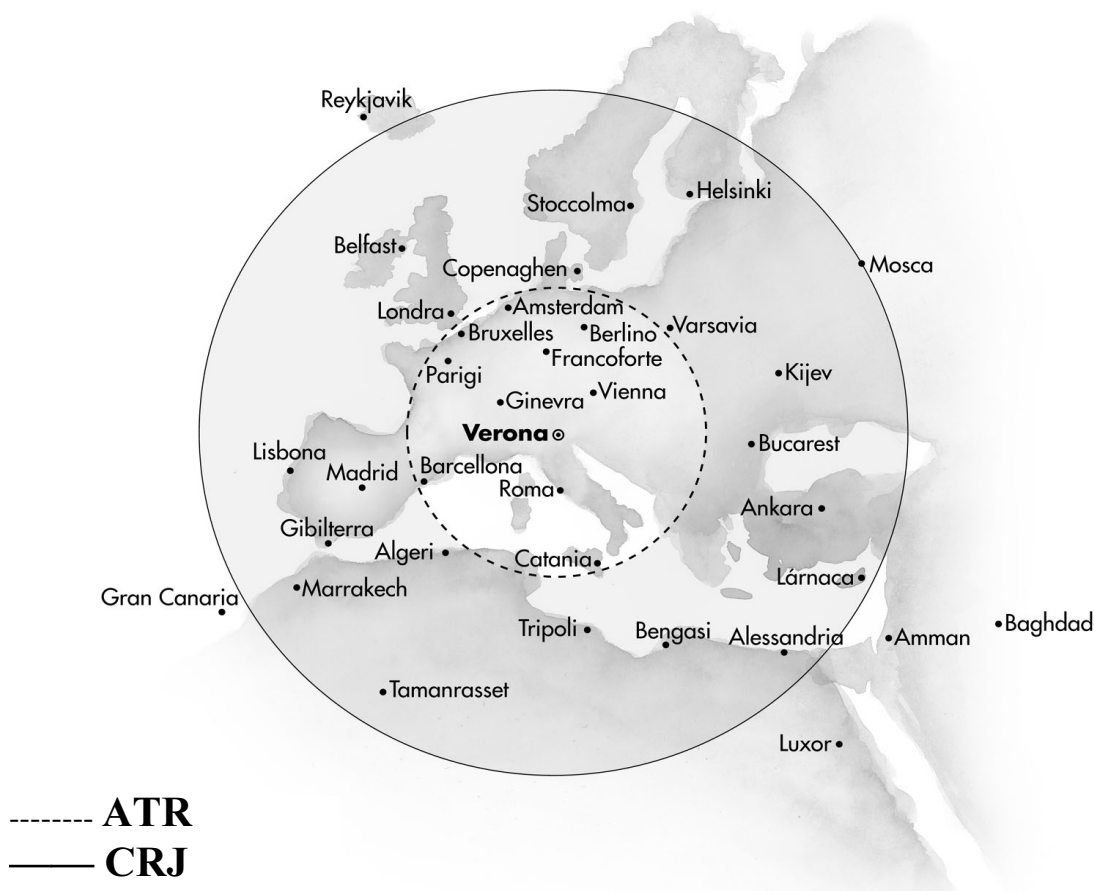 Reykjavik
Stoccolma
Helsinki
Belfast
Copenaghen
Mosca
Londra
Amsterdam
Bruxelles
Berlino
Varsavia
Francoforte
Parigi
Kijev
Vienna
Ginevra
Verona
Bucarest
Lisbona
Madrid
Barcellona
Roma
Ankara
Gibilterra
Algeri
Catania
Lárnaca
Marrakech
Gran Canaria
Tripoli
Bengasi
Alessandria
Amman
Baghdad
Tamanrasset
Luxor
ATR
CRJ